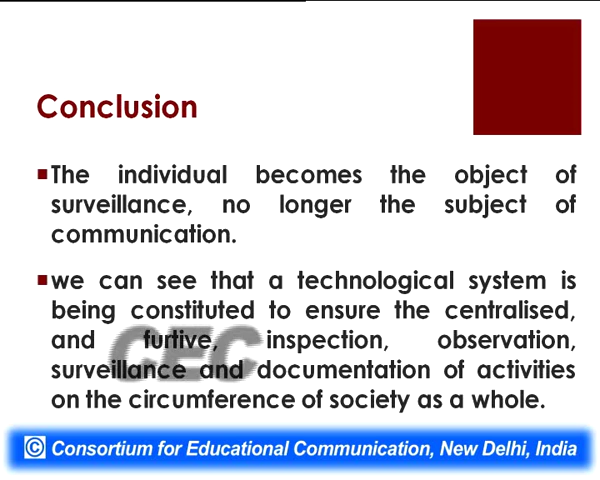 Conclusion
The individual becomes the object of
surveillance, no longer the subject of
communication.
we can see that a technological system is
being constituted to ensure the centralised,
and furtive, inspection, observation,
surveillance and documentation of activities
on the circumference of society as a whole.
CEC
© Consortium for Educational Communication, New Delhi, India